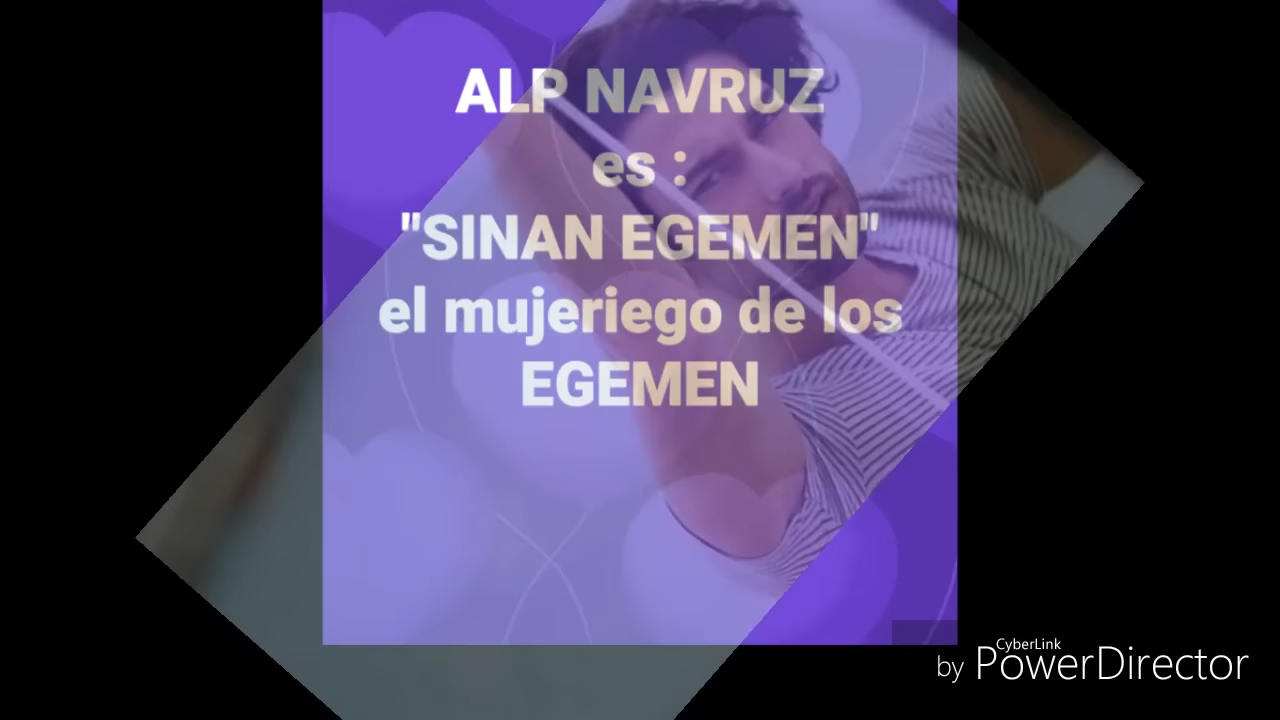 ALP NAVRUZ
es :
"SINAN EGEMEN"
el mujeriego de los
EGEMEN
CyberLink
by PowerDirector